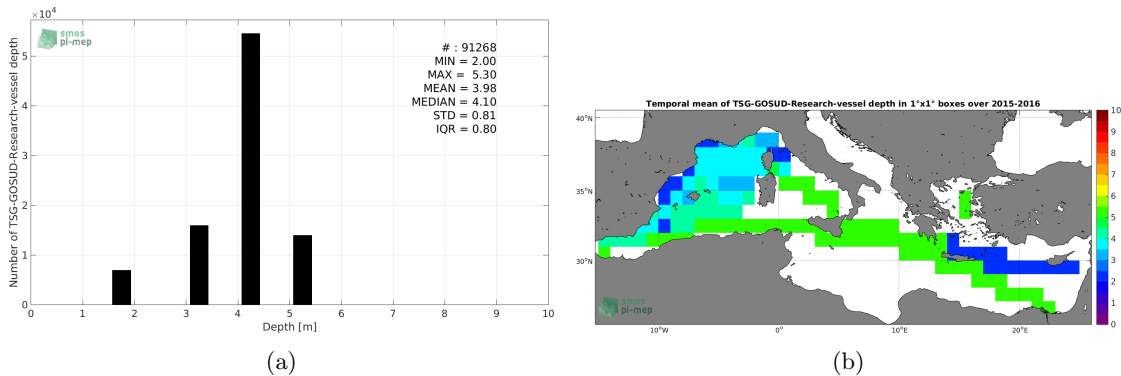 ×10⁴
smos
pi-mep
# : 91268
MIN = 2.00
MAX = 5.30
MEAN = 3.98
MEDIAN = 4.10
STD = 0.81
IQR = 0.80
Number of TSG-GOSUD-Research-vessel depth
5
4
3
2
1
0
0 1 2 3 4 5 6 7 8 9 10
Depth [m]
(a)
Temporal mean of TSG-GOSUD-Research-vessel depth in 1°x1° boxes over 2015-2016
40°N
35°N
30°N
10°W 0° 10°E 20°E
smos
pi-mep
10
9
8
7
6
5
4
3
2
1
0
(b)